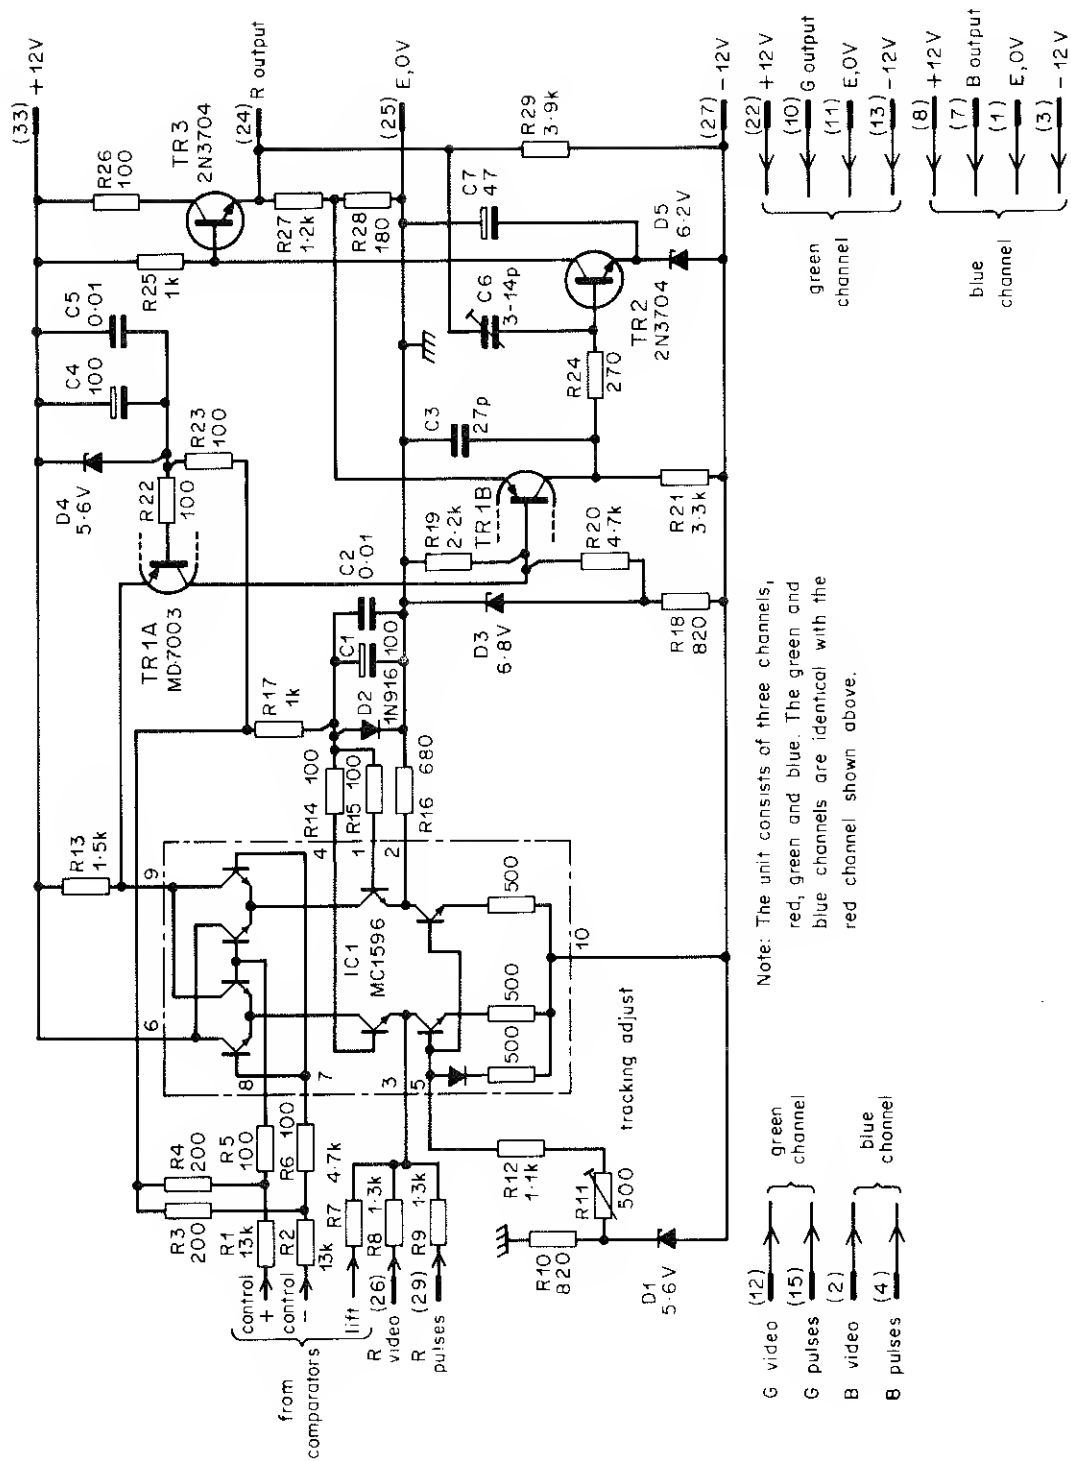 (33)
+12V
R26
100
TR3
2N3704
(24)
R output
R25
1k
R27
1·2k
R28
180
(25)
E,0V
C5
0·01
C4
100
D4
5·6V
R23
100
R22
100
TR1A
MD7003
C7
47
C6
3-14p
R29
3·9k
D5
6·2V
TR2
2N3704
R24
270
C3
27p
(27)
-12V
R19
2·2k
TR1B
R20
4·7k
R21
3·3k
C2
0·01
C1
100
D2
1N916
D3
6·8V
R18
820
R17
1k
R14
100
R15
100
R16
680
R13
1·5k
9
6
8
7
4
1
2
3
5
10
IC1
MC1596
500
500
500
tracking adjust
R4
200
R3
200
R5
100
R6
100
R1
13k
R2
13k
R7
4·7k
R8
1·3k
R9
1·3k
R12
1·1k
R11
500
R10
820
D1
5·6V
control
+
control
-
lift
from
comparators
R (26)
video
R (29)
pulses
(22)
+12V
(10)
G output
(11)
E,0V
(13)
-12V
green
channel
(8)
+12V
(7)
B output
(1)
E,0V
(3)
-12V
blue
channel
G video (12)
G pulses (15)
green
channel
B video (2)
B pulses (4)
blue
channel
Note: The unit consists of three channels,
red, green and blue. The green and
blue channels are identical with the
red channel shown above.